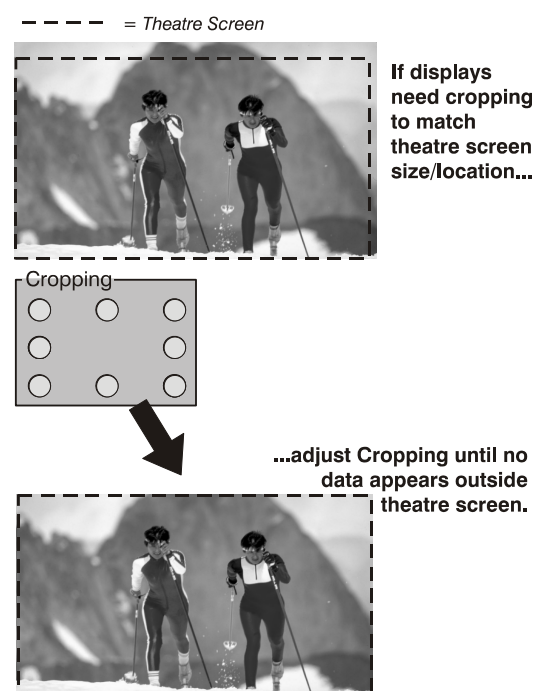 = Theatre Screen
If displays
need cropping
to match
theatre screen
size/location...
Cropping
...adjust Cropping until no
data appears outside
theatre screen.